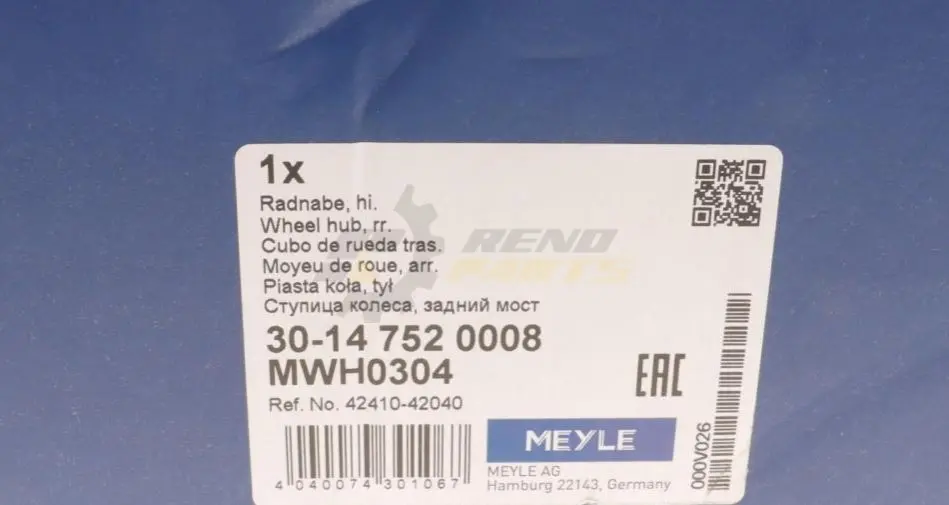 1x
Radnabe, hi.
Wheel hub, rr.
Cubo de rueda tras.
Moyeu de roue, arr.
Piasta koła, tył
Ступица колеса, задний мост
30-14 752 0008
MWH0304
Ref. No. 42410-42040
EAC
4 040074 301067
MEYLE
MEYLE AG
Hamburg 22143, Germany
000V026
REND
PARTS